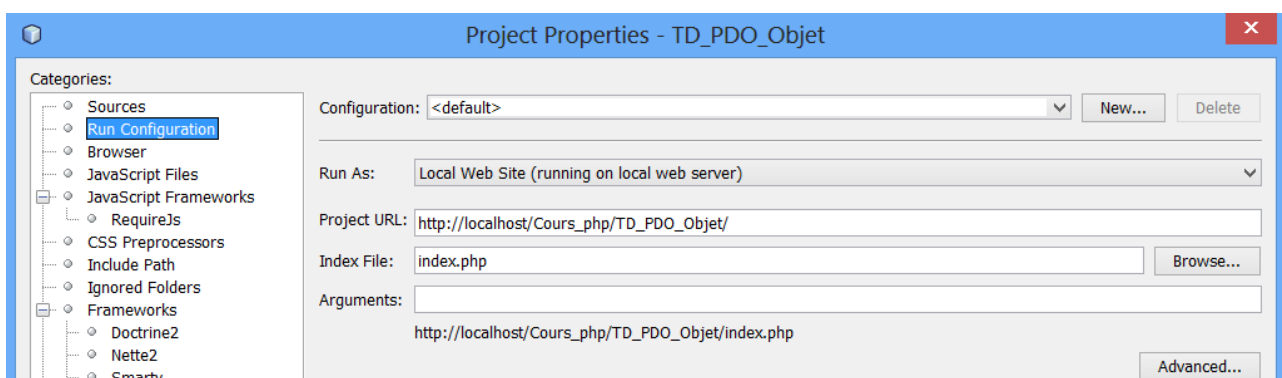 Project Properties - TD_PDO_Objet
Categories:
Sources
Run Configuration
Browser
JavaScript Files
JavaScript Frameworks
RequireJs
CSS Preprocessors
Include Path
Ignored Folders
Frameworks
Doctrine2
Nette2
Smarty
Configuration: <default> New... Delete
Run As: Local Web Site (running on local web server)
Project URL: http://localhost/Cours_php/TD_PDO_Objet/
Index File: index.php Browse...
Arguments:
http://localhost/Cours_php/TD_PDO_Objet/index.php
Advanced...